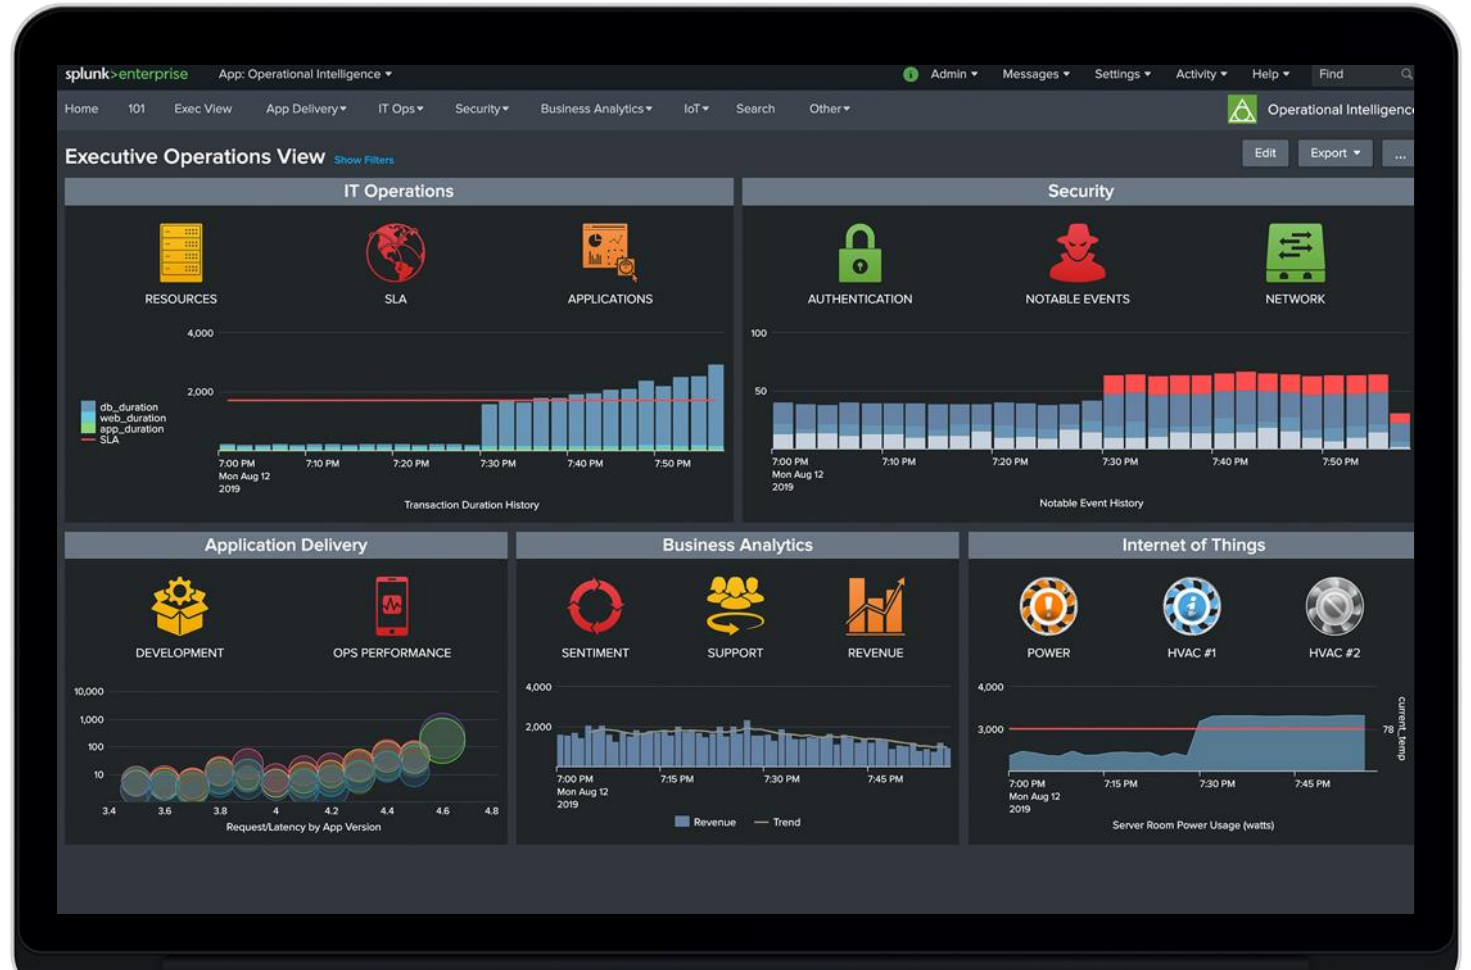 splunk>enterprise App: Operational Intelligence Admin Messages Settings Activity Help Find
Home 101 Exec View App Delivery IT Ops Security Business Analytics IoT Search Other Operational Intelligence
Executive Operations View Show Filters Edit Export ...
IT Operations
RESOURCES SLA APPLICATIONS
4,000
2,000
db_duration
web_duration
app_duration
SLA
7:00 PM 7:10 PM 7:20 PM 7:30 PM 7:40 PM 7:50 PM
Mon Aug 12
2019
Transaction Duration History
Security
AUTHENTICATION NOTABLE EVENTS NETWORK
100
50
7:00 PM 7:10 PM 7:20 PM 7:30 PM 7:40 PM 7:50 PM
Mon Aug 12
2019
Notable Event History
Application Delivery
DEVELOPMENT OPS PERFORMANCE
10,000
1,000
100
10
3.4 3.6 3.8 4 4.2 4.4 4.6 4.8
Request/Latency by App Version
Business Analytics
SENTIMENT SUPPORT REVENUE
4,000
2,000
7:00 PM 7:15 PM 7:30 PM 7:45 PM
Mon Aug 12
2019
Revenue Trend
Internet of Things
POWER HVAC #1 HVAC #2
4,000
3,000
78
current_temp
7:00 PM 7:15 PM 7:30 PM 7:45 PM
Mon Aug 12
2019
Server Room Power Usage (watts)